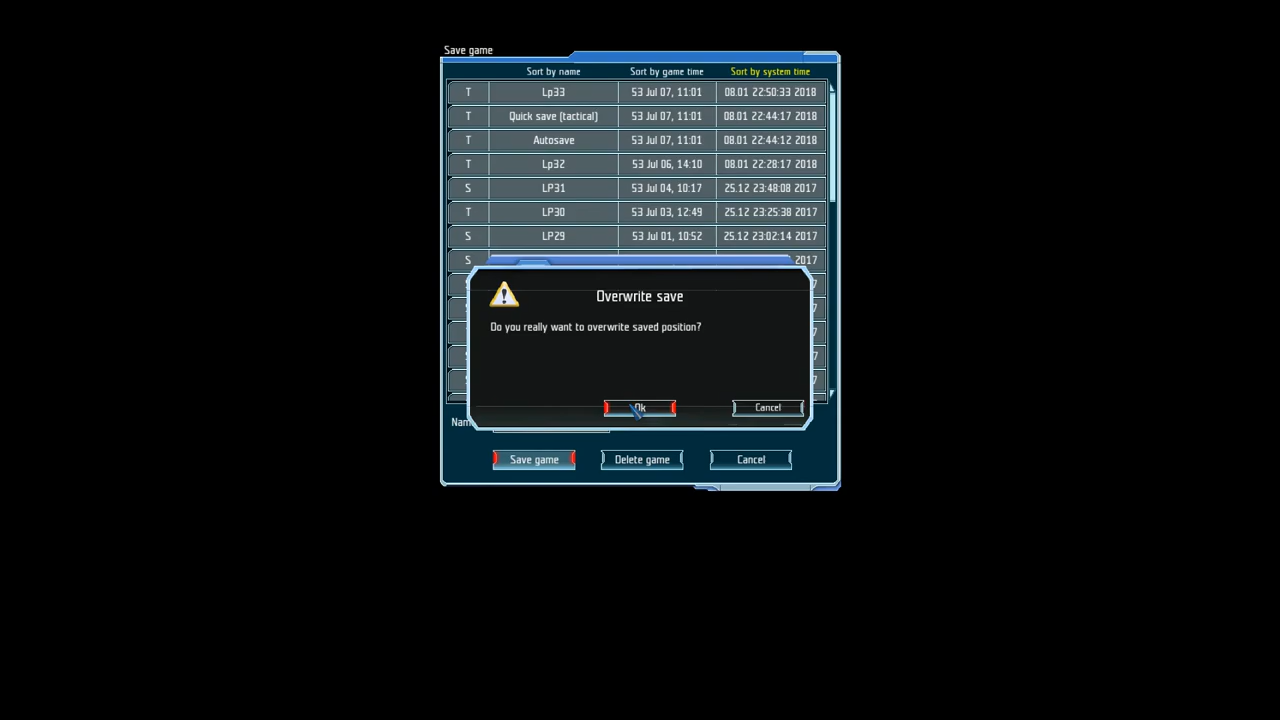 Save game
Sort by name Sort by game time Sort by system time
T Lp33 53 Jul 07, 11:01 08.01 22:50:33 2018
T Quick save (tactical) 53 Jul 07, 11:01 08.01 22:44:17 2018
T Autosave 53 Jul 07, 11:01 08.01 22:44:12 2018
T Lp32 53 Jul 06, 14:10 08.01 22:28:17 2018
S LP31 53 Jul 04, 10:17 25.12 23:48:08 2017
T LP30 53 Jul 03, 12:49 25.12 23:25:38 2017
S LP29 53 Jul 01, 10:52 25.12 23:02:14 2017
S 2017
Overwrite save
Do you really want to overwrite saved position?
Ok Cancel
Nam
Save game Delete game Cancel